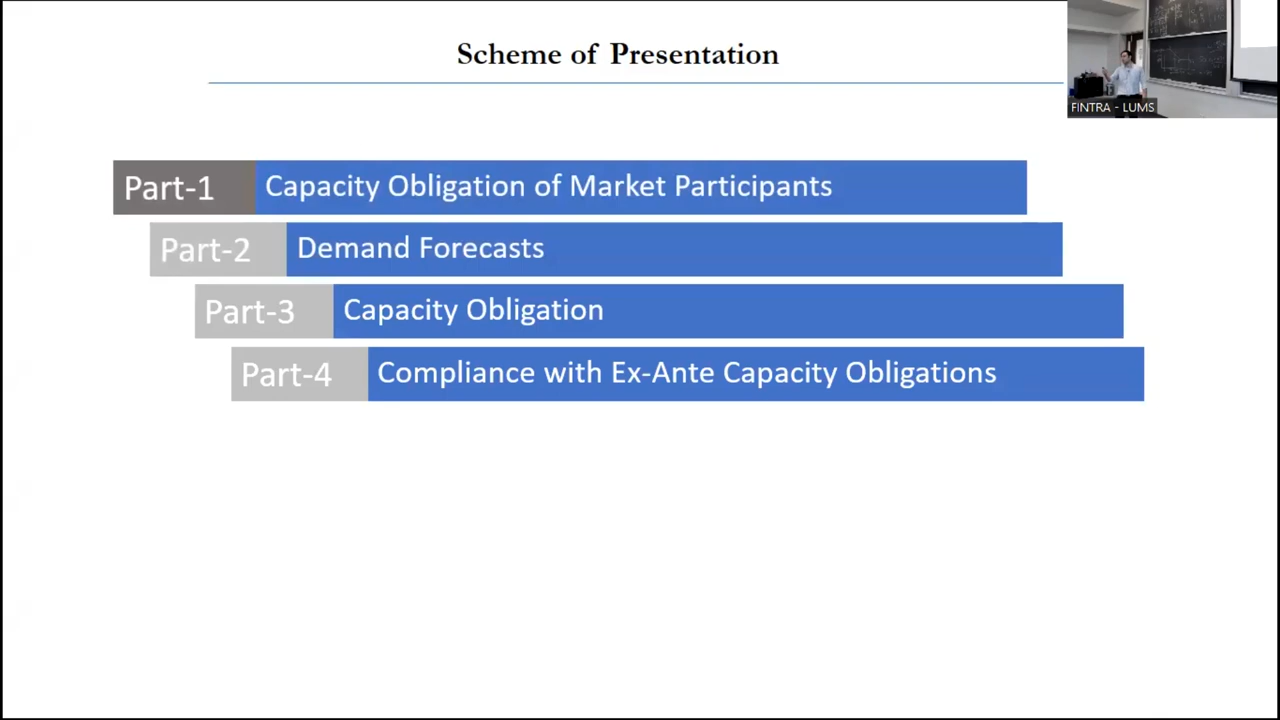 Scheme of Presentation
FINTRA - LUMS
Part-1 Capacity Obligation of Market Participants
Part-2 Demand Forecasts
Part-3 Capacity Obligation
Part-4 Compliance with Ex-Ante Capacity Obligations